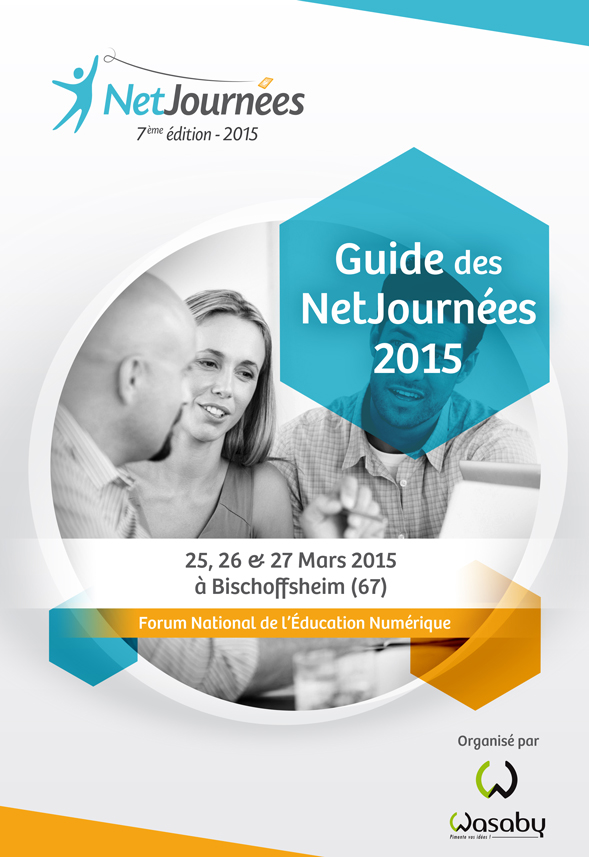 NetJournées
7ème édition - 2015
Guide des
NetJournées
2015
25, 26 & 27 Mars 2015
à Bischoffsheim (67)
Forum National de l'Éducation Numérique
Organisé par
Wasaby
Pimente vos idées !